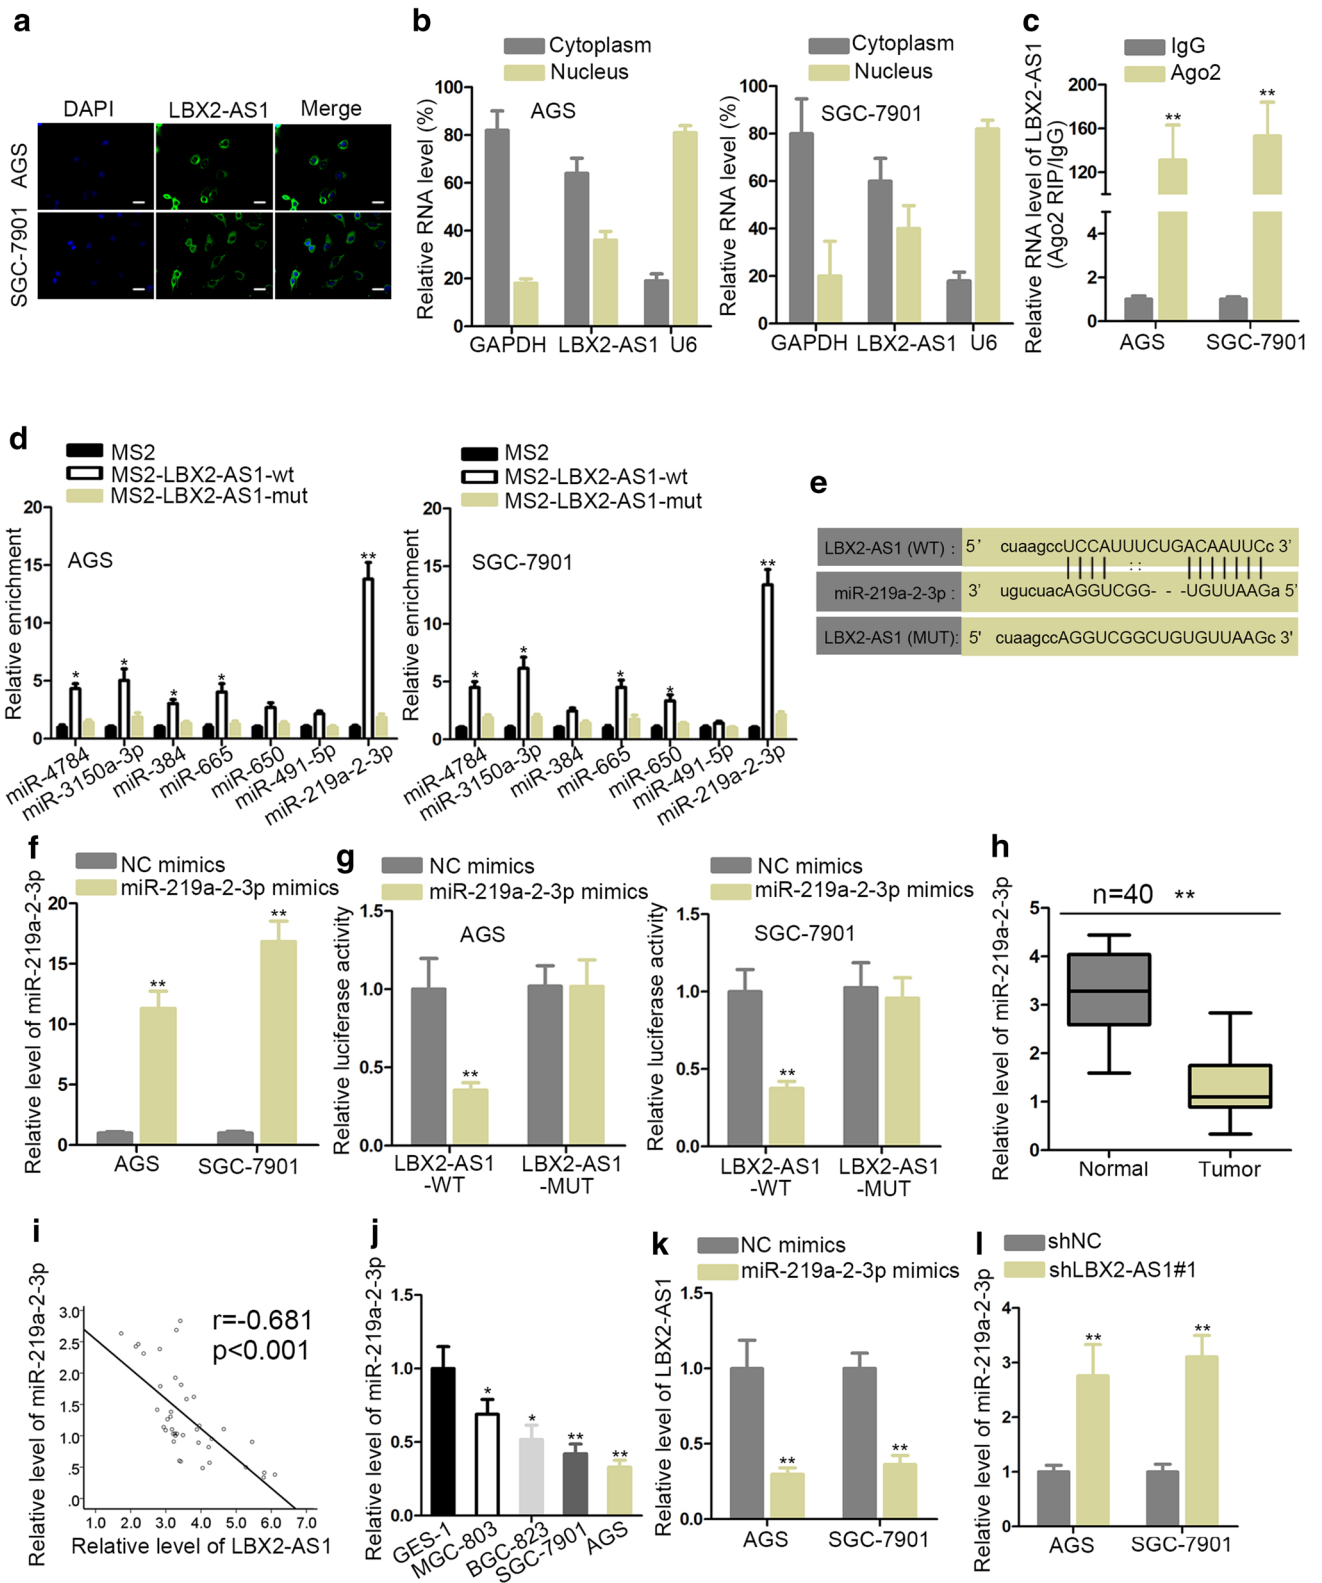 a
DAPI LBX2-AS1 Merge
AGS
SGC-7901
b
Cytoplasm
Nucleus
AGS
Relative RNA level (%)
100
80
60
40
20
0
GAPDH LBX2-AS1 U6
Cytoplasm
Nucleus
SGC-7901
Relative RNA level (%)
100
80
60
40
20
0
GAPDH LBX2-AS1 U6
c
IgG
Ago2
Relative RNA level of LBX2-AS1
(Ago2 RIP/IgG)
200
160
120
4
2
0
**
**
AGS SGC-7901
d
MS2
MS2-LBX2-AS1-wt
MS2-LBX2-AS1-mut
AGS
Relative enrichment
20
15
10
5
0
* * * * **
miR-4784
miR-3150a-3p
miR-384
miR-665
miR-650
miR-491-5p
miR-219a-2-3p
MS2
MS2-LBX2-AS1-wt
MS2-LBX2-AS1-mut
SGC-7901
Relative enrichment
20
15
10
5
0
* * * * **
miR-4784
miR-3150a-3p
miR-384
miR-665
miR-650
miR-491-5p
miR-219a-2-3p
e
LBX2-AS1 (WT) : 5’ cuaagccUCCAUUUCUGACAAUUCc 3’
miR-219a-2-3p : 3’ ugucuacAGGUCGG- - -UGUUAAGa 5’
LBX2-AS1 (MUT): 5' cuaagccAGGUCGGCUGUGUUAAGc 3'
f
NC mimics
miR-219a-2-3p mimics
Relative level of miR-219a-2-3p
20
15
10
5
0
**
**
AGS SGC-7901
g
NC mimics
miR-219a-2-3p mimics
AGS
Relative luciferase activity
1.5
1.0
0.5
0.0
**
LBX2-AS1 LBX2-AS1
-WT -MUT
NC mimics
miR-219a-2-3p mimics
SGC-7901
Relative luciferase activity
1.5
1.0
0.5
0.0
**
LBX2-AS1 LBX2-AS1
-WT -MUT
h
n=40 **
Relative level of miR-219a-2-3p
5
4
3
2
1
0
Normal Tumor
i
r=-0.681
p<0.001
Relative level of miR-219a-2-3p
3.0
2.5
2.0
1.5
1.0
.5
.0
1.0 2.0 3.0 4.0 5.0 6.0 7.0
Relative level of LBX2-AS1
j
Relative level of miR-219a-2-3p
1.5
1.0
0.5
0.0
*
*
**
**
GES-1
MGC-803
BGC-823
SGC-7901
AGS
k
NC mimics
miR-219a-2-3p mimics
Relative level of LBX2-AS1
1.5
1.0
0.5
0.0
**
**
AGS SGC-7901
l
shNC
shLBX2-AS1#1
Relative level of miR-219a-2-3p
4
3
2
1
0
**
**
AGS SGC-7901